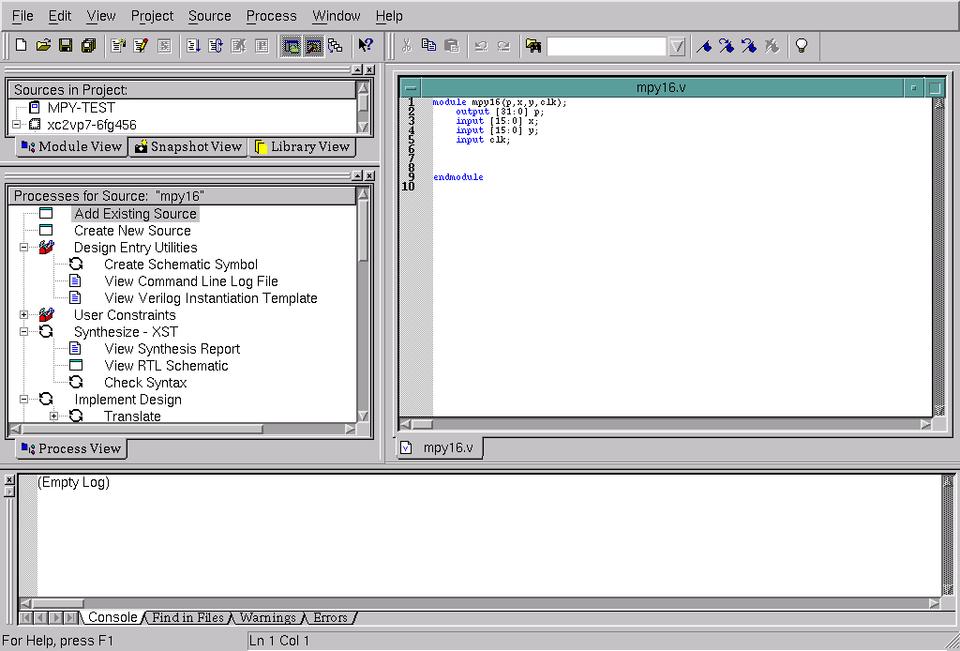 File Edit View Project Source Process Window Help
Sources in Project:
MPY-TEST
xc2vp7-6fg456
Module View Snapshot View Library View
Processes for Source: "mpy16"
Add Existing Source
Create New Source
Design Entry Utilities
Create Schematic Symbol
View Command Line Log File
View Verilog Instantiation Template
User Constraints
Synthesize - XST
View Synthesis Report
View RTL Schematic
Check Syntax
Implement Design
Translate
Process View
mpy16.v
1 module mpy16(p,x,y,clk);
2 output [31:0] p;
3 input [15:0] x;
4 input [15:0] y;
5 input clk;
6
7
8
9 endmodule
10
mpy16.v
(Empty Log)
Console Find in Files Warnings Errors
For Help, press F1 Ln 1 Col 1